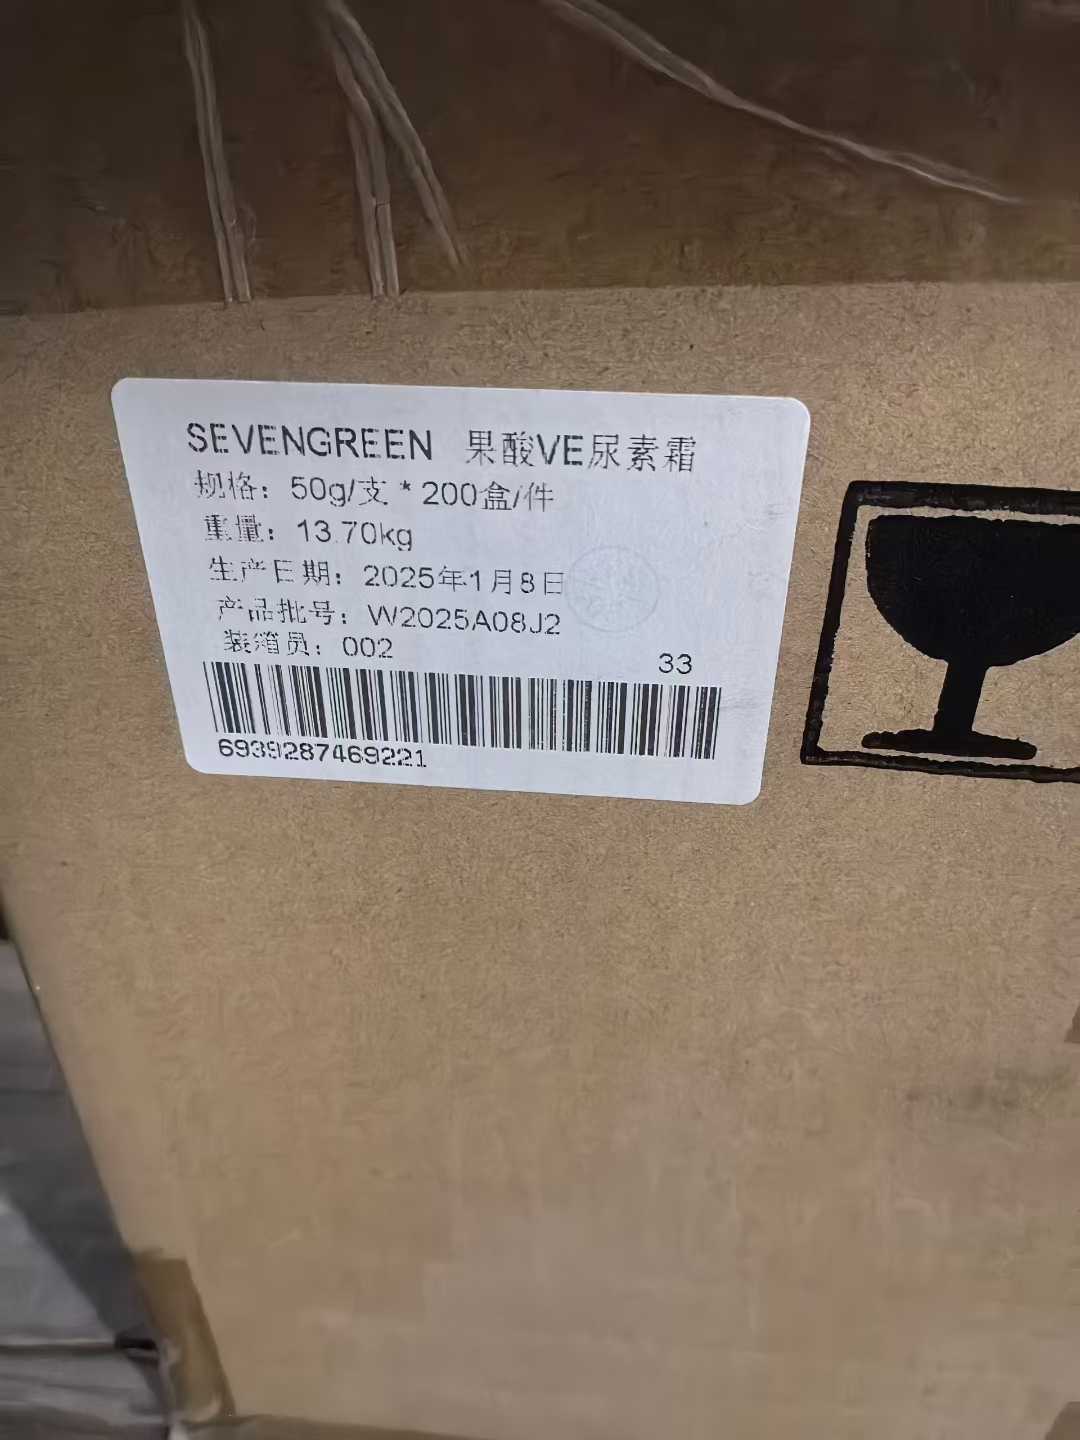 SEVENGREEN 果酸VE尿素霜
规格：50g/支*200盒/件
重量：13.70kg
生产日期：2025年1月8日
产品批号：W2025A08J2
装箱员：002
33
6939287469221